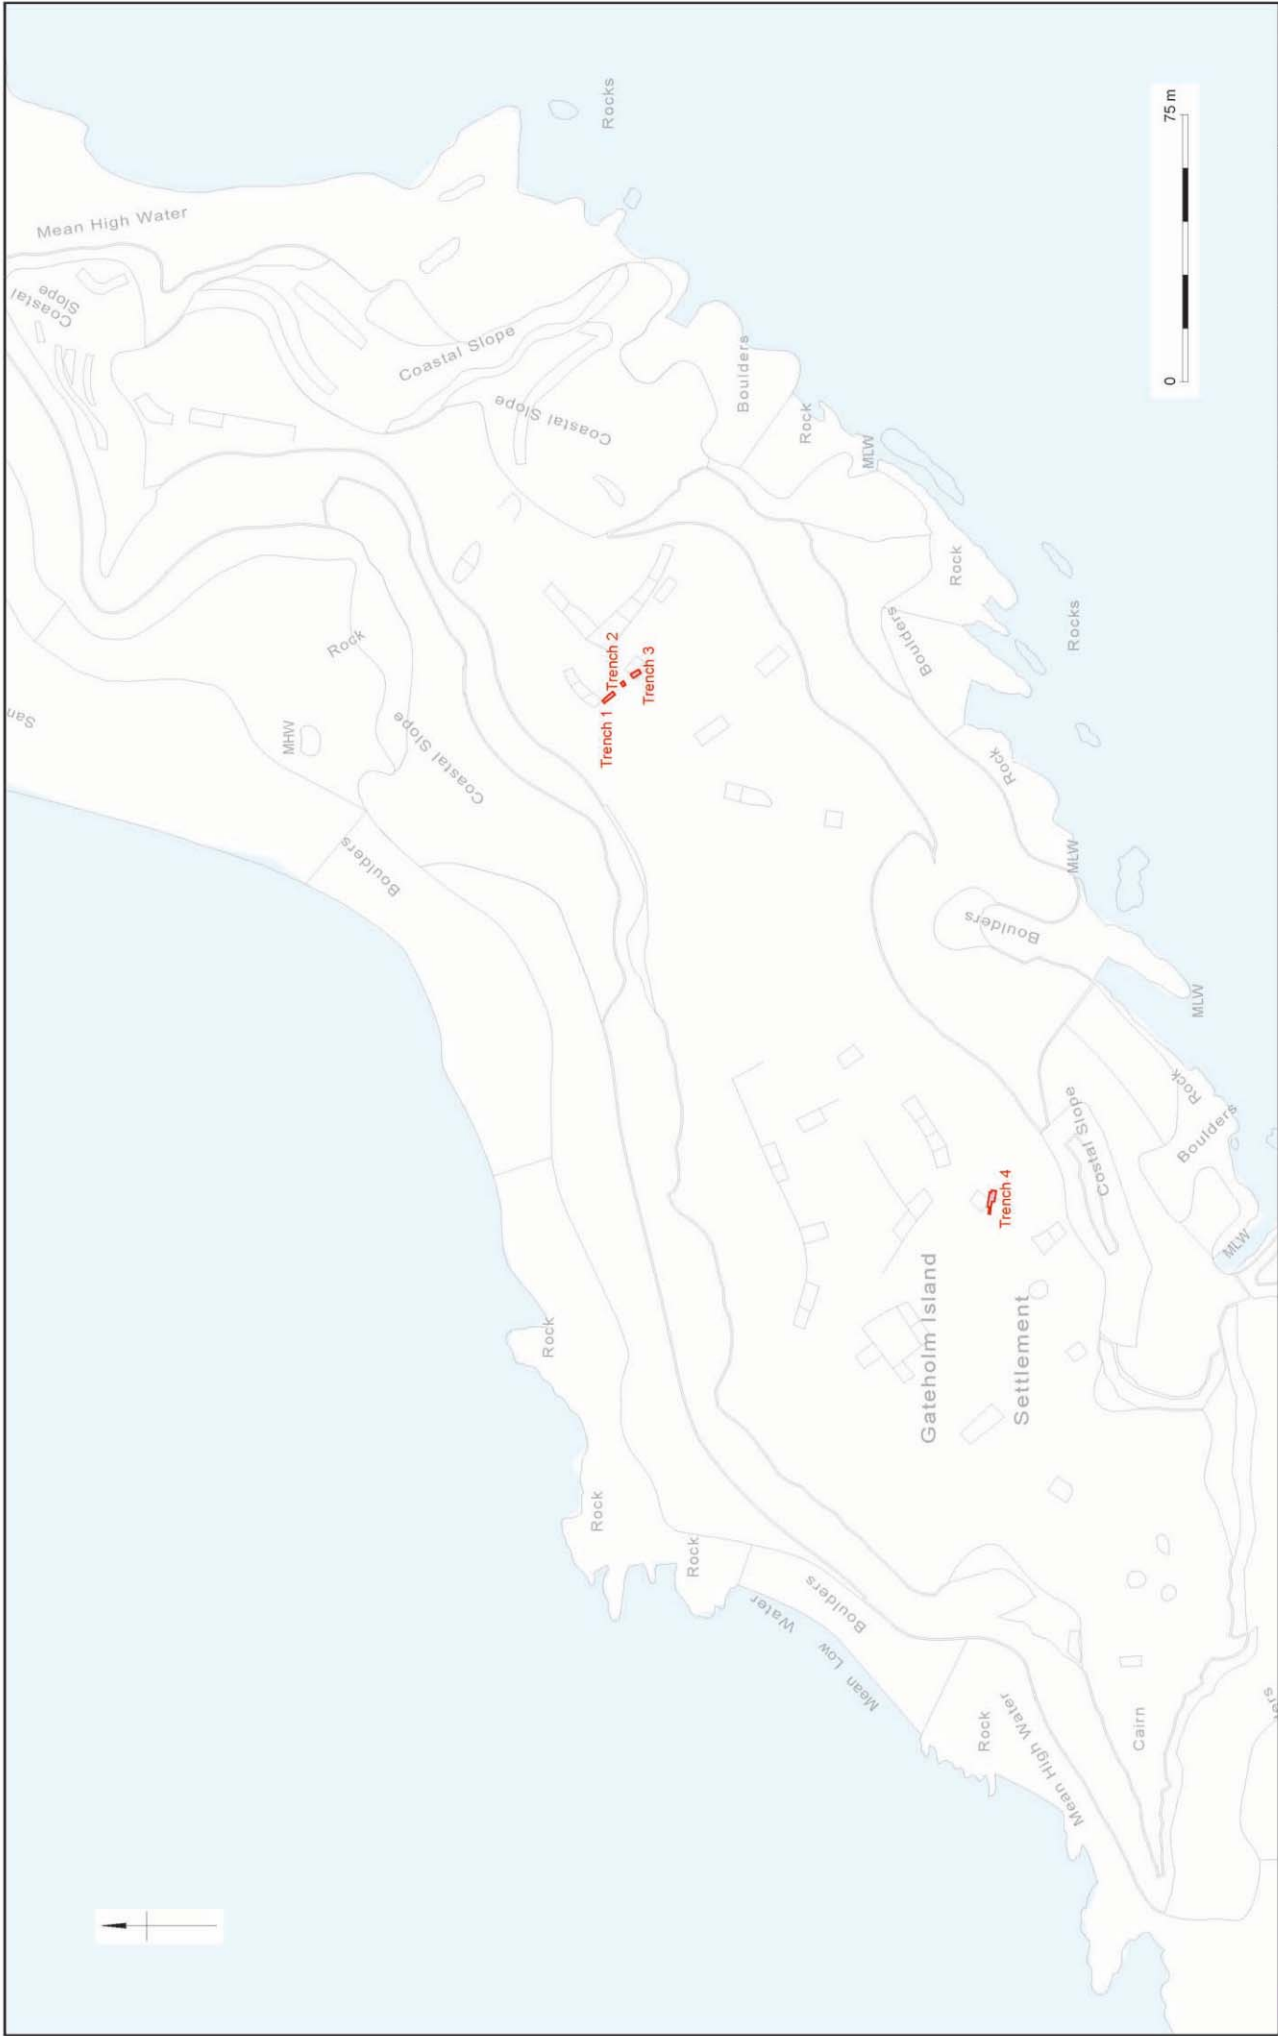 San
Coastal
Slope
Mean High Water
MHW
Rock
Boulders
Coastal Slope
Coastal Slope
Rock
Coastal Slope
Rock
Trench 1
Trench 2
Rocks
Trench 3
Rock
Mean Low Water
Boulders
Boulders
Rock
MLW
Boulders
Gateholm Island
Rock
Rock
Boulders
Rock
Trench 4
Settlement
Mean High Water
Rocks
MLW
Costal Slope
Cairn
0 75 m
Rock
MLW
Boulders
MLW
ers